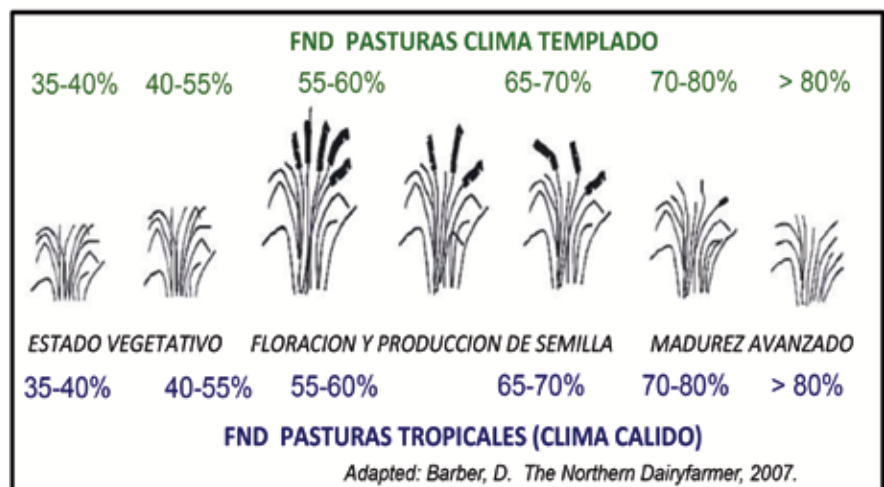 FND PASTURAS CLIMA TEMPLADO
35-40% 40-55% 55-60% 65-70% 70-80% > 80%
ESTADO VEGETATIVO FLORACION Y PRODUCCION DE SEMILLA MADUREZ AVANZADO
35-40% 40-55% 55-60% 65-70% 70-80% > 80%
FND PASTURAS TROPICALES (CLIMA CALIDO)
Adapted: Barber, D. The Northern Dairyfarmer, 2007.